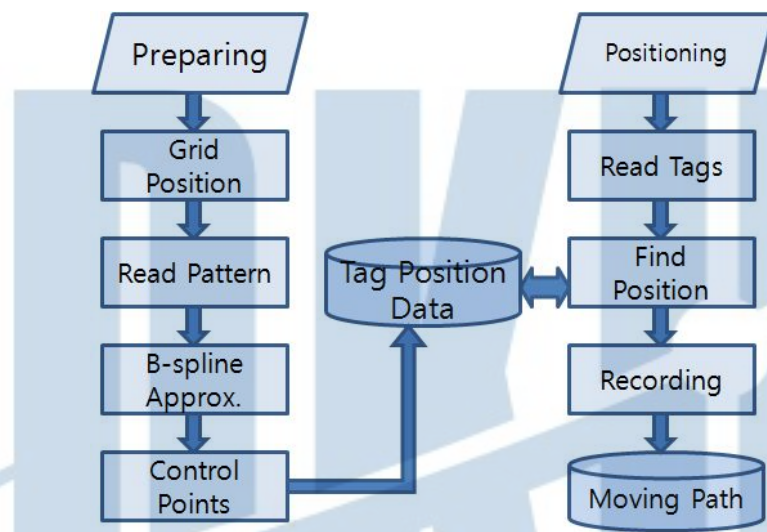 Preparing
Grid
Position
Read Pattern
B-spline
Approx.
Control
Points
Tag Position
Data
Positioning
Read Tags
Find
Position
Recording
Moving Path